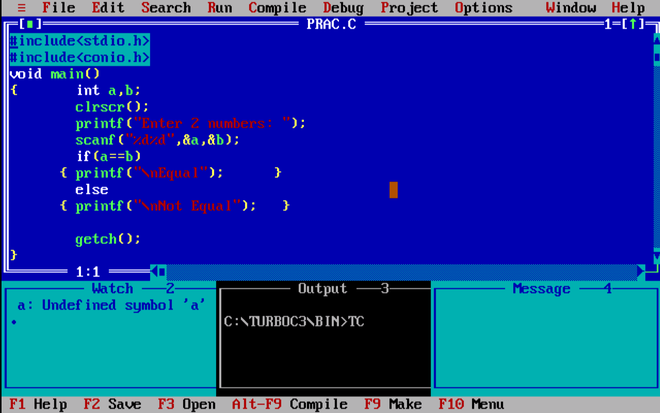 ≡ File Edit Search Run Compile Debug Project Options Window Help
[■] PRAC.C 1=[↑]
#include<stdio.h>
#include<conio.h>
void main()
{ int a,b;
clrscr();
printf("Enter 2 numbers: ");
scanf("%d%d",&a,&b);
if(a==b)
{ printf("\nEqual"); }
else
{ printf("\nNot Equal"); }
getch();
}
1:1
Watch 2
a: Undefined symbol 'a'
Output 3
C:\TURBOC3\BIN>TC
Message 4
F1 Help F2 Save F3 Open Alt-F9 Compile F9 Make F10 Menu